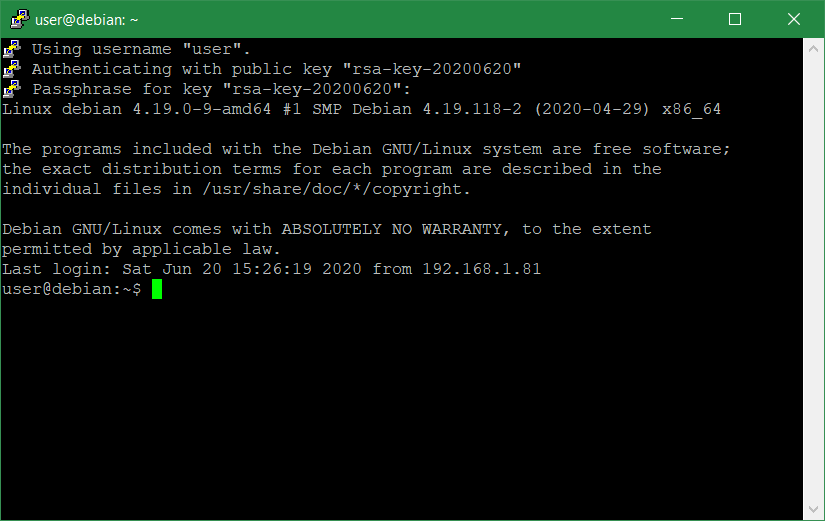 user@debian: ~
Using username "user".
Authenticating with public key "rsa-key-20200620"
Passphrase for key "rsa-key-20200620":
Linux debian 4.19.0-9-amd64 #1 SMP Debian 4.19.118-2 (2020-04-29) x86_64
The programs included with the Debian GNU/Linux system are free software;
the exact distribution terms for each program are described in the
individual files in /usr/share/doc/*/copyright.
Debian GNU/Linux comes with ABSOLUTELY NO WARRANTY, to the extent
permitted by applicable law.
Last login: Sat Jun 20 15:26:19 2020 from 192.168.1.81
user@debian:~$